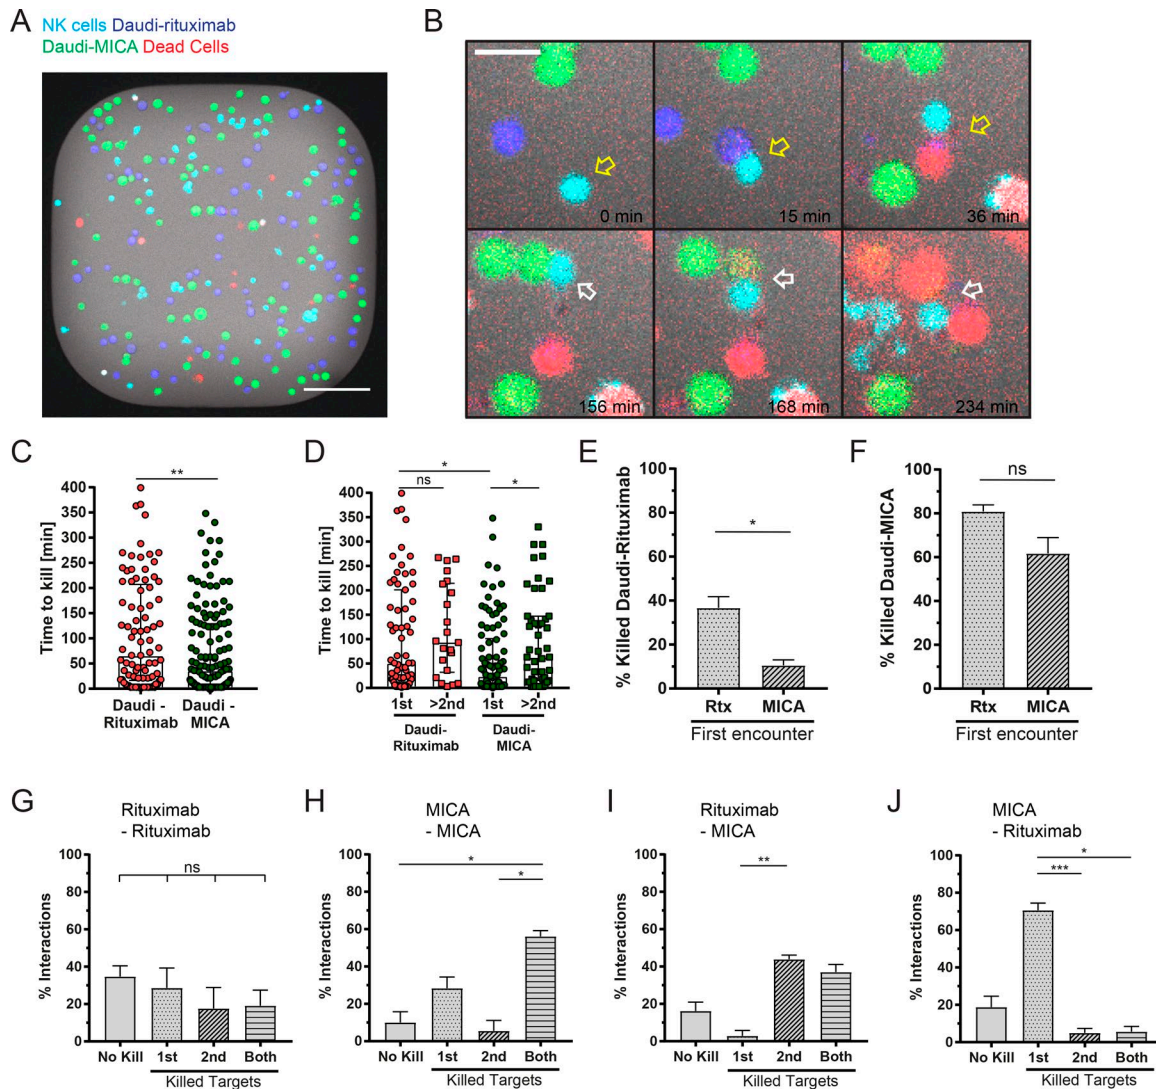 A
NK cells Daudi-rituximab
Daudi-MICA Dead Cells
B
0 min
15 min
36 min
156 min
168 min
234 min
C
**
Time to kill [min]
400
350
300
250
200
150
100
50
0
Daudi -
Rituximab
Daudi -
MICA
D
*
ns
*
Time to kill [min]
400
350
300
250
200
150
100
50
0
1st >2nd 1st >2nd
Daudi-
Rituximab
Daudi-
MICA
E
% Killed Daudi-Rituximab
100
80
60
40
20
0
*
Rtx MICA
First encounter
F
% Killed Daudi-MICA
100
80
60
40
20
0
ns
Rtx MICA
First encounter
G
Rituximab
- Rituximab
% Interactions
100
80
60
40
20
0
ns
No Kill 1st 2nd Both
Killed Targets
H
MICA
- MICA
% Interactions
100
80
60
40
20
0
*
*
No Kill 1st 2nd Both
Killed Targets
I
Rituximab
- MICA
% Interactions
100
80
60
40
20
0
**
No Kill 1st 2nd Both
Killed Targets
J
MICA
- Rituximab
% Interactions
100
80
60
40
20
0
*
***
No Kill 1st 2nd Both
Killed Targets